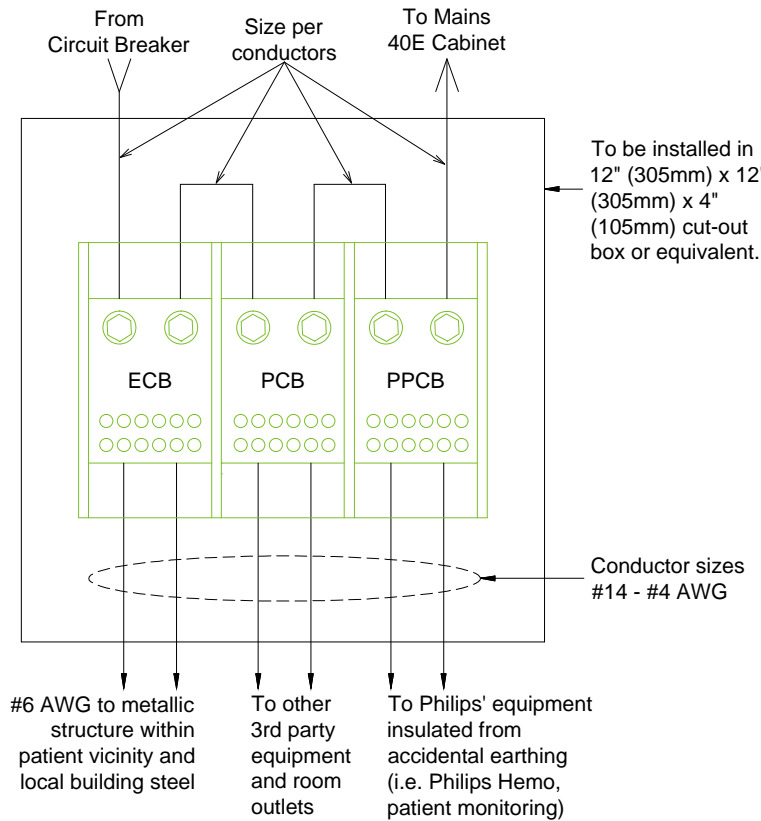 From
Circuit Breaker
Size per
conductors
To Mains
40E Cabinet
To be installed in
12" (305mm) x 12'
(305mm) x 4"
(105mm) cut-out
box or equivalent.
ECB
PCB
PPCB
Conductor sizes
#14 - #4 AWG
#6 AWG to metallic
structure within
patient vicinity and
local building steel
To other
3rd party
equipment
and room
outlets
To Philips' equipment
insulated from
accidental earthing
(i.e. Philips Hemo,
patient monitoring)